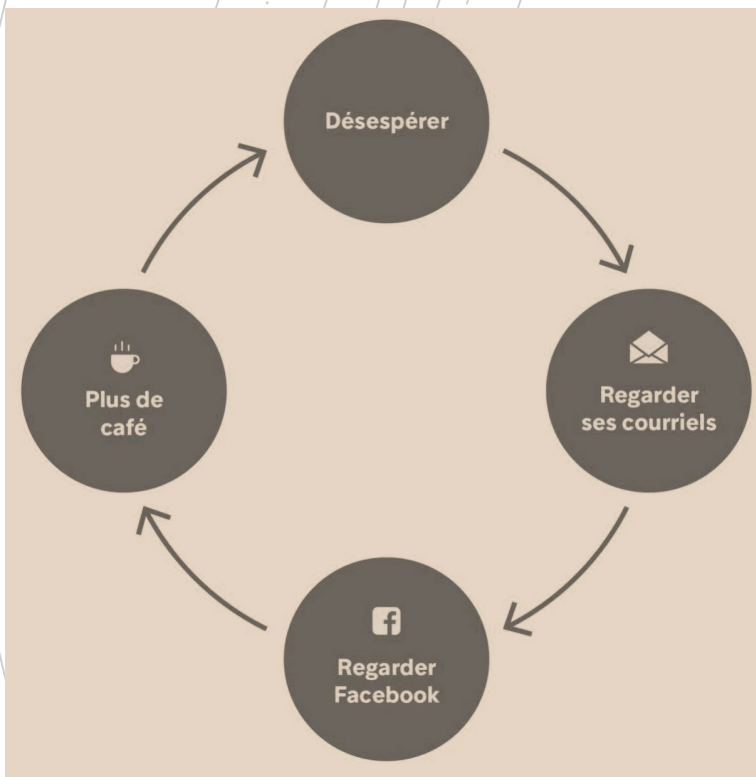 Désespérer
Regarder
ses courriels
Regarder
Facebook
Plus de
café